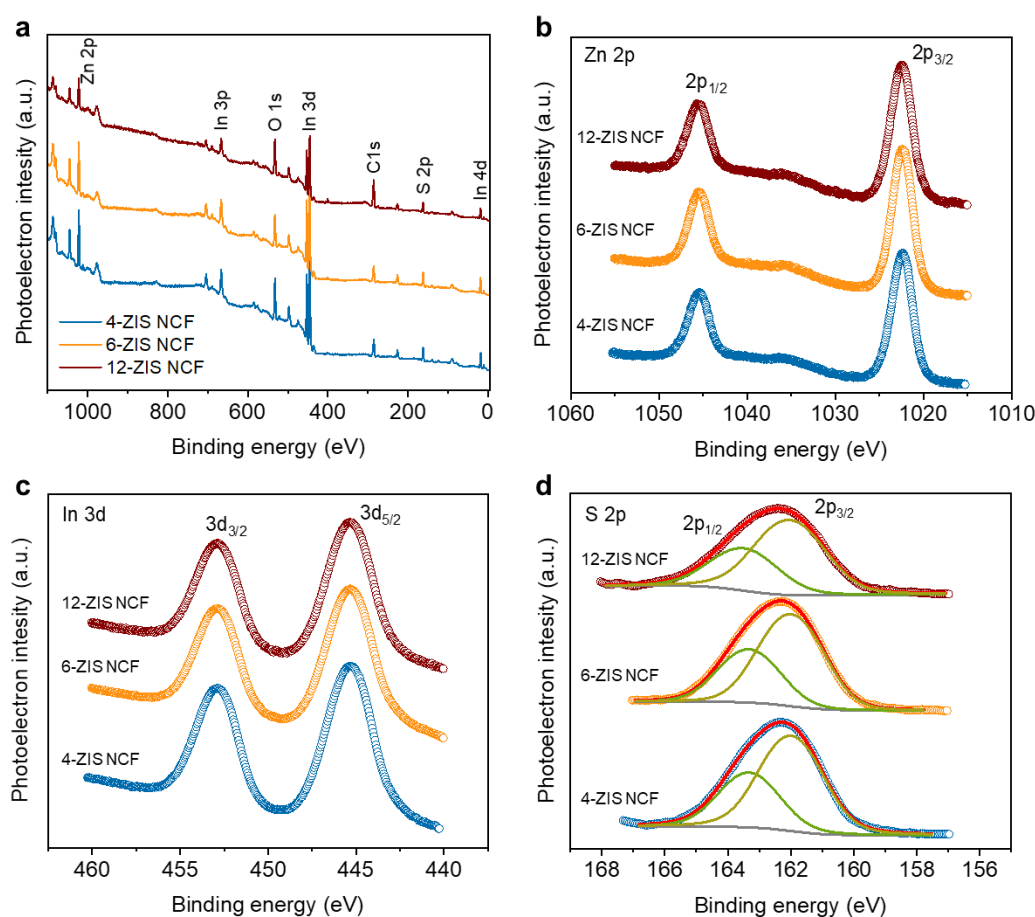 a
Zn 2p
In 3p
O 1s
In 3d
C1s
S 2p
In 4d
4-ZIS NCF
6-ZIS NCF
12-ZIS NCF
Photoelectron intesity (a.u.)
1000 800 600 400 200 0
Binding energy (eV)
b
Zn 2p
2p1/2
2p3/2
12-ZIS NCF
6-ZIS NCF
4-ZIS NCF
Photoelectron intesity (a.u.)
1060 1050 1040 1030 1020 1010
Binding energy (eV)
c
In 3d
3d3/2
3d5/2
12-ZIS NCF
6-ZIS NCF
4-ZIS NCF
Photoelectron intesity (a.u.)
460 455 450 445 440
Binding energy (eV)
d
S 2p
2p1/2
2p3/2
12-ZIS NCF
6-ZIS NCF
4-ZIS NCF
Photoelectron intesity (a.u.)
168 166 164 162 160 158 156
Binding energy (eV)